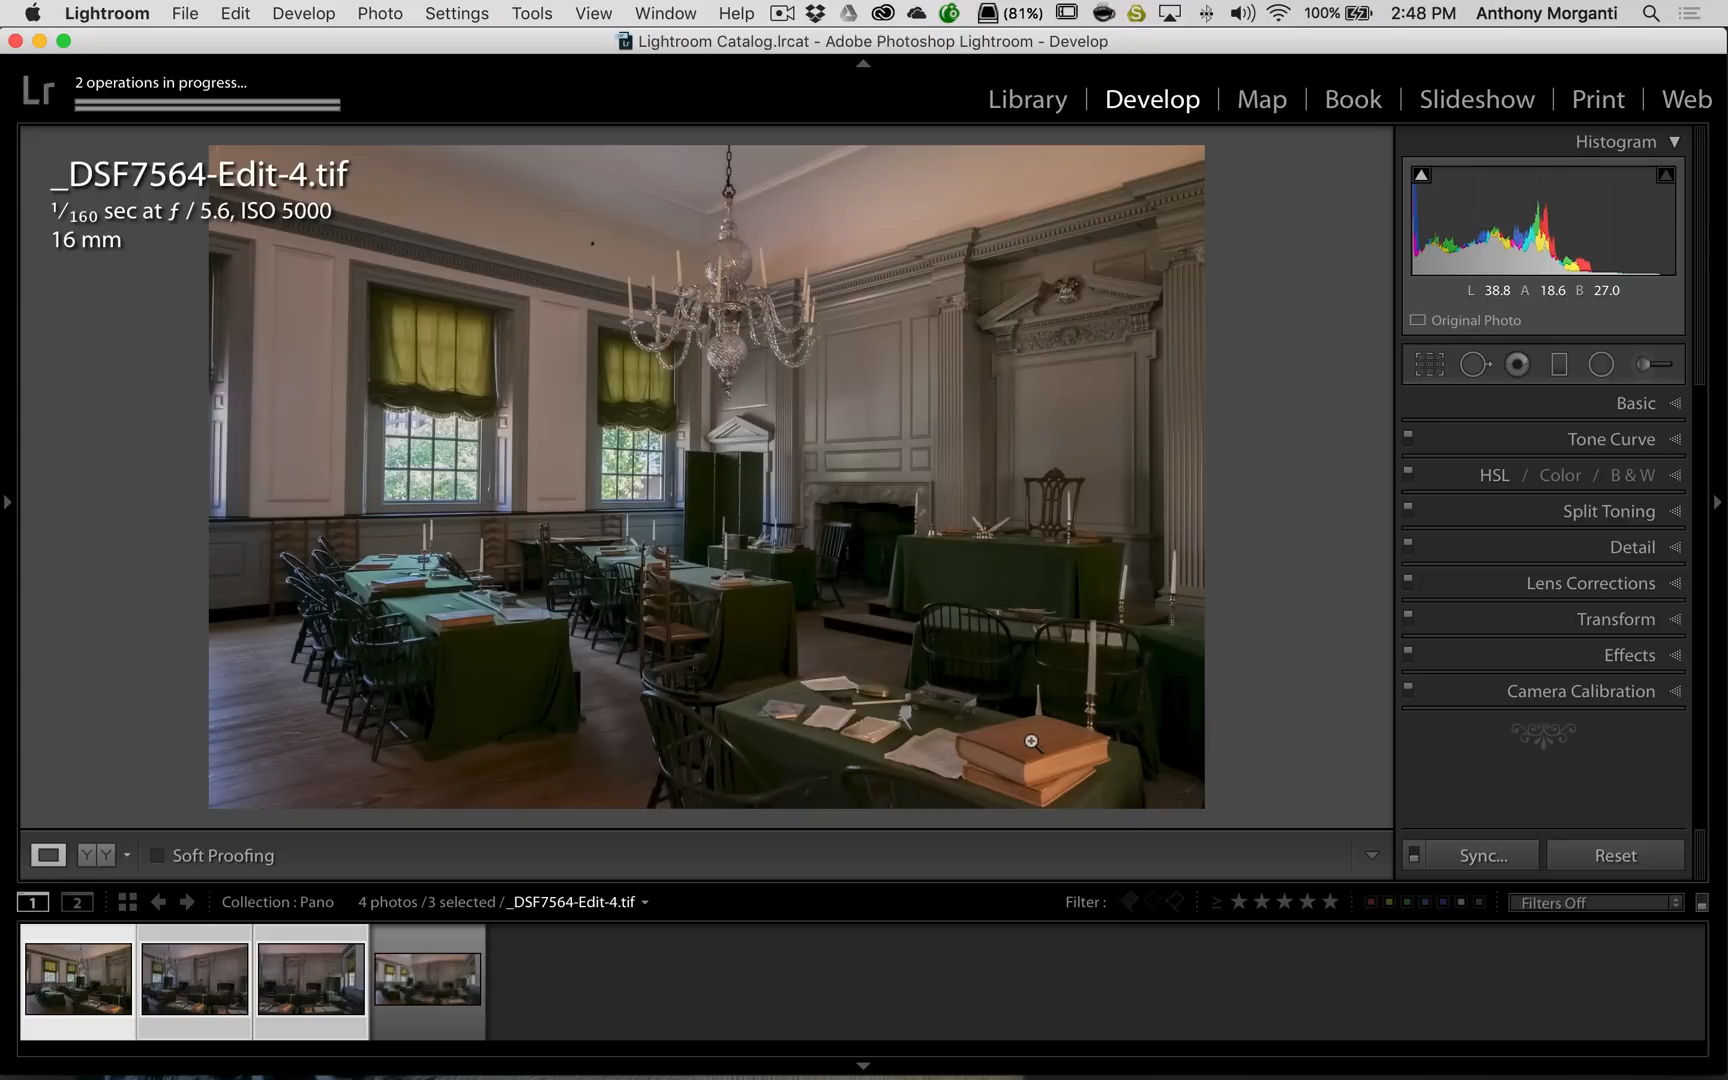 Lightroom File Edit Develop Photo Settings Tools View Window Help (81%) 100% 2:48 PM Anthony Morganti
Lightroom Catalog.lrcat - Adobe Photoshop Lightroom - Develop
Lr 2 operations in progress...
Library | Develop | Map | Book | Slideshow | Print | Web
_DSF7564-Edit-4.tif
1/160 sec at ƒ / 5.6, ISO 5000
16 mm
Histogram
L 38.8 A 18.6 B 27.0
Original Photo
Basic
Tone Curve
HSL / Color / B & W
Split Toning
Detail
Lens Corrections
Transform
Effects
Camera Calibration
YY Soft Proofing
Sync... Reset
1 2 Collection : Pano 4 photos /3 selected /_DSF7564-Edit-4.tif Filter : ≥ ★★★★★ Filters Off